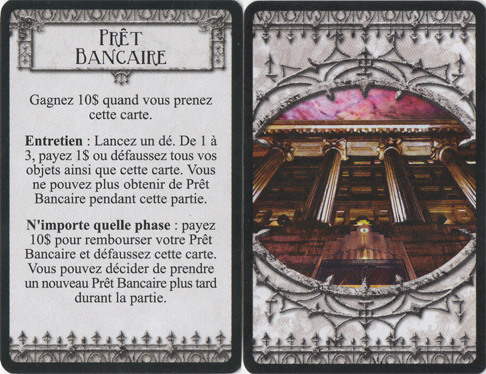 PRÊT
BANCAIRE
Gagnez 10$ quand vous prenez
cette carte.
Entretien : Lancez un dé. De 1 à
3, payez 1$ ou défaussez tous vos
objets ainsi que cette carte. Vous
ne pouvez plus obtenir de Prêt
Bancaire pendant cette partie.
N'importe quelle phase : payez
10$ pour rembourser votre Prêt
Bancaire et défaussez cette carte.
Vous pouvez décider de prendre
un nouveau Prêt Bancaire plus tard
durant la partie.